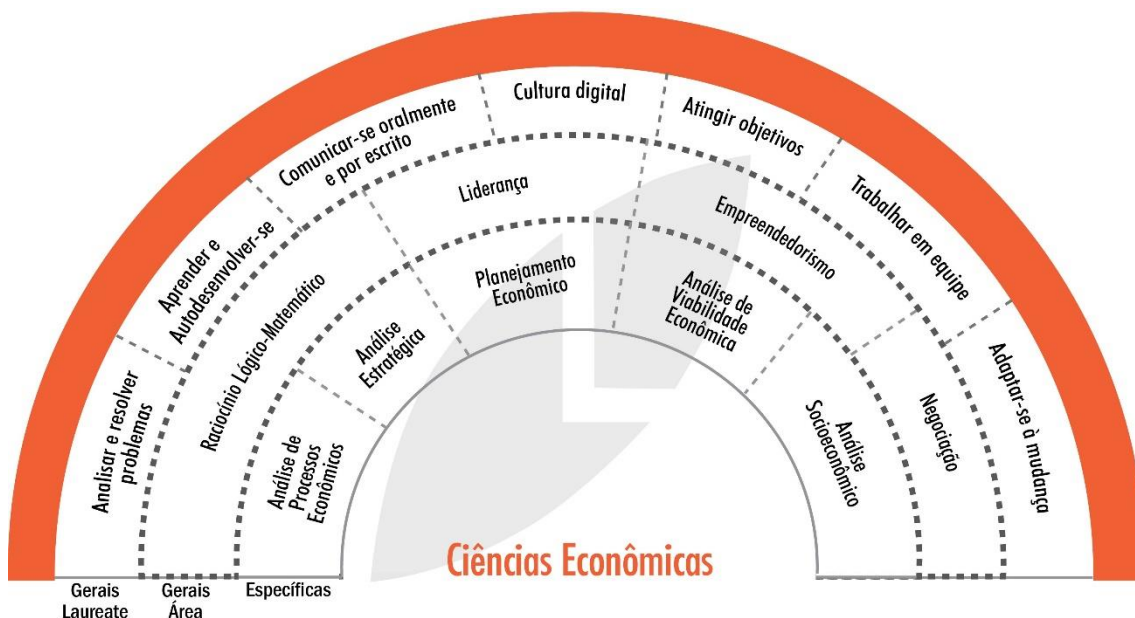 Analisar e resolver
problemas
Aprender e
Autodesenvolver-se
Comunicar-se oralmente
e por escrito
Cultura digital
Atingir objetivos
Trabalhar em equipe
Adaptar-se à mudança
Raciocínio Lógico-Matemático
Liderança
Empreendedorismo
Negociação
Análise de
Processos
Econômicos
Análise
Estratégica
Planejamento
Econômico
Análise de
Viabilidade
Econômica
Análise
Socioeconômico
Ciências Econômicas
Gerais
Laureate
Gerais
Área
Específicas